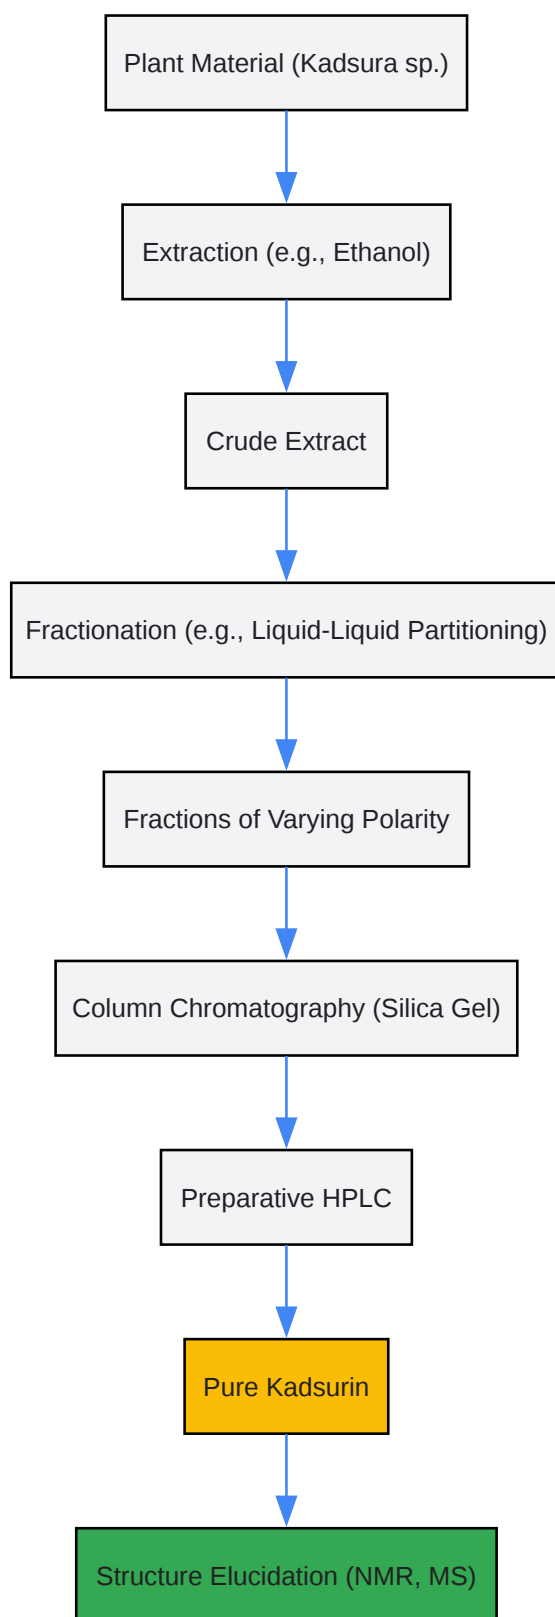 Plant Material (Kadsura sp.)
Extraction (e.g., Ethanol)
Crude Extract
Fractionation (e.g., Liquid-Liquid Partitioning)
Fractions of Varying Polarity
Column Chromatography (Silica Gel)
Preparative HPLC
Pure Kadsurin
Structure Elucidation (NMR, MS)